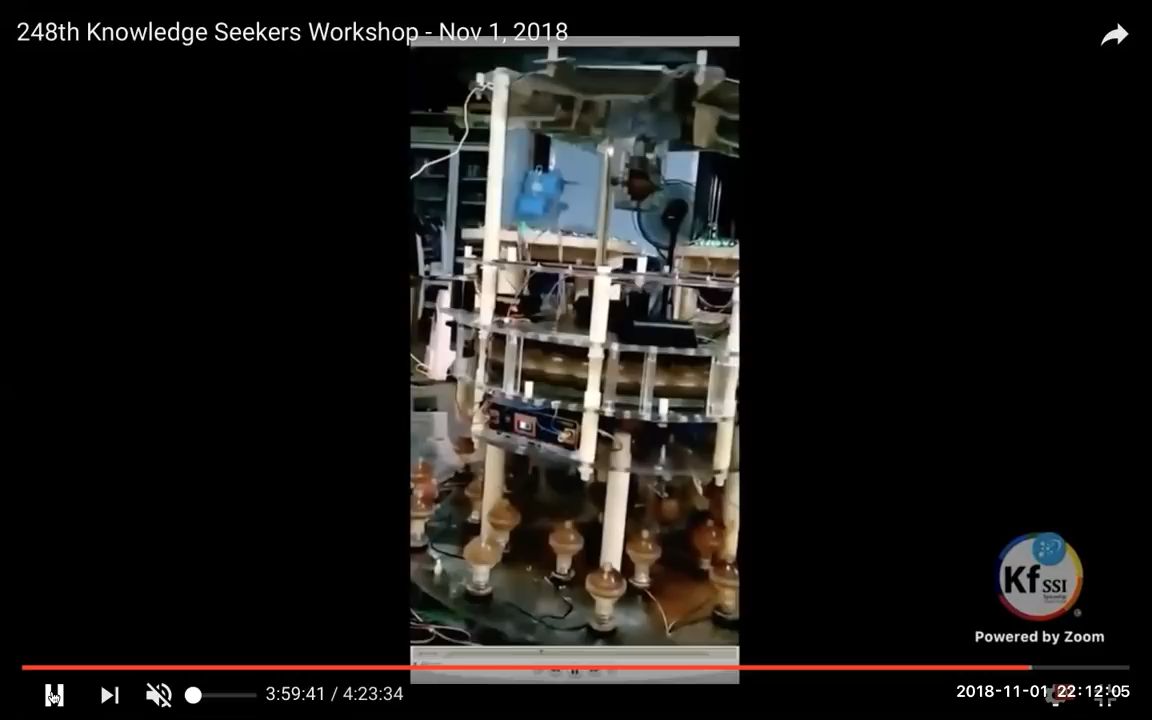 248th Knowledge Seekers Workshop - Nov 1, 2018
Kf SSI
Powered by Zoom
3:59:41 / 4:23:34
2018-11-01 22:12:05